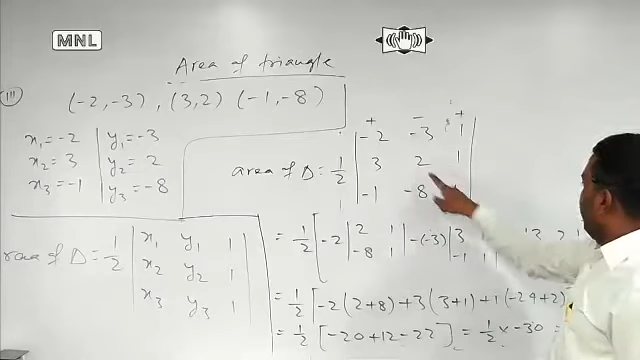 MNL
Area of triangle
iii) (-2,-3), (3,2) (-1,-8)
x₁=-2 | y₁=-3
x₂=3 | y₂=2
x₃=-1 | y₃=-8
+ - +
area of Δ = 1/2 | -2 -3 1
3 2 1
-1 -8
area of Δ = 1/2 | x₁ y₁ 1
x₂ y₂ 1
x₃ y₃ 1
= 1/2 [ -2 | 2 1 | -(-3) | 3
-8 1 | -1 1
= 1/2 [ -2(2+8)+3(3+1)+1(-24+2)
= 1/2 [-20+12-22] = 1/2 × -30 =